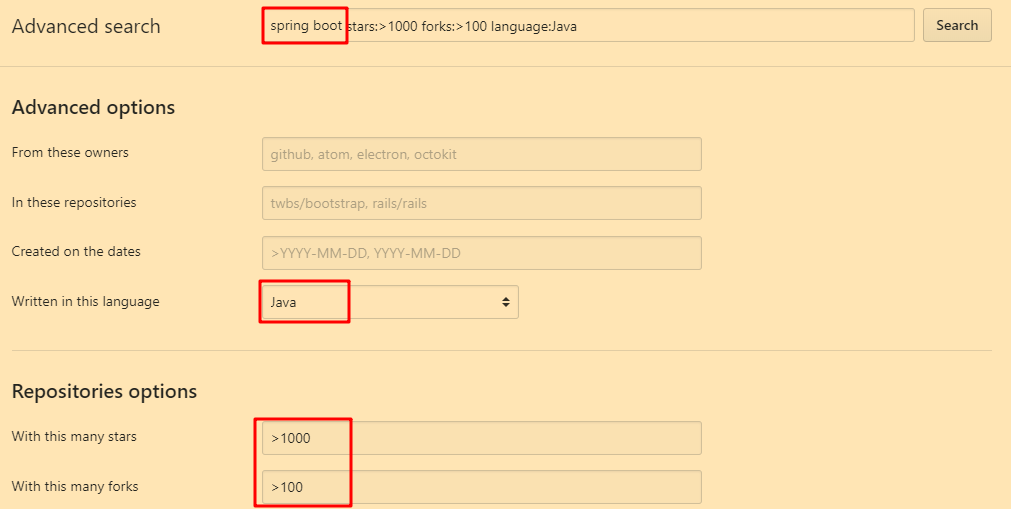 Advanced search
spring boot stars:>1000 forks:>100 language:Java
Search
Advanced options
From these owners
github, atom, electron, octokit
In these repositories
twbs/bootstrap, rails/rails
Created on the dates
>YYYY-MM-DD, YYYY-MM-DD
Written in this language
Java
Repositories options
With this many stars
>1000
With this many forks
>100